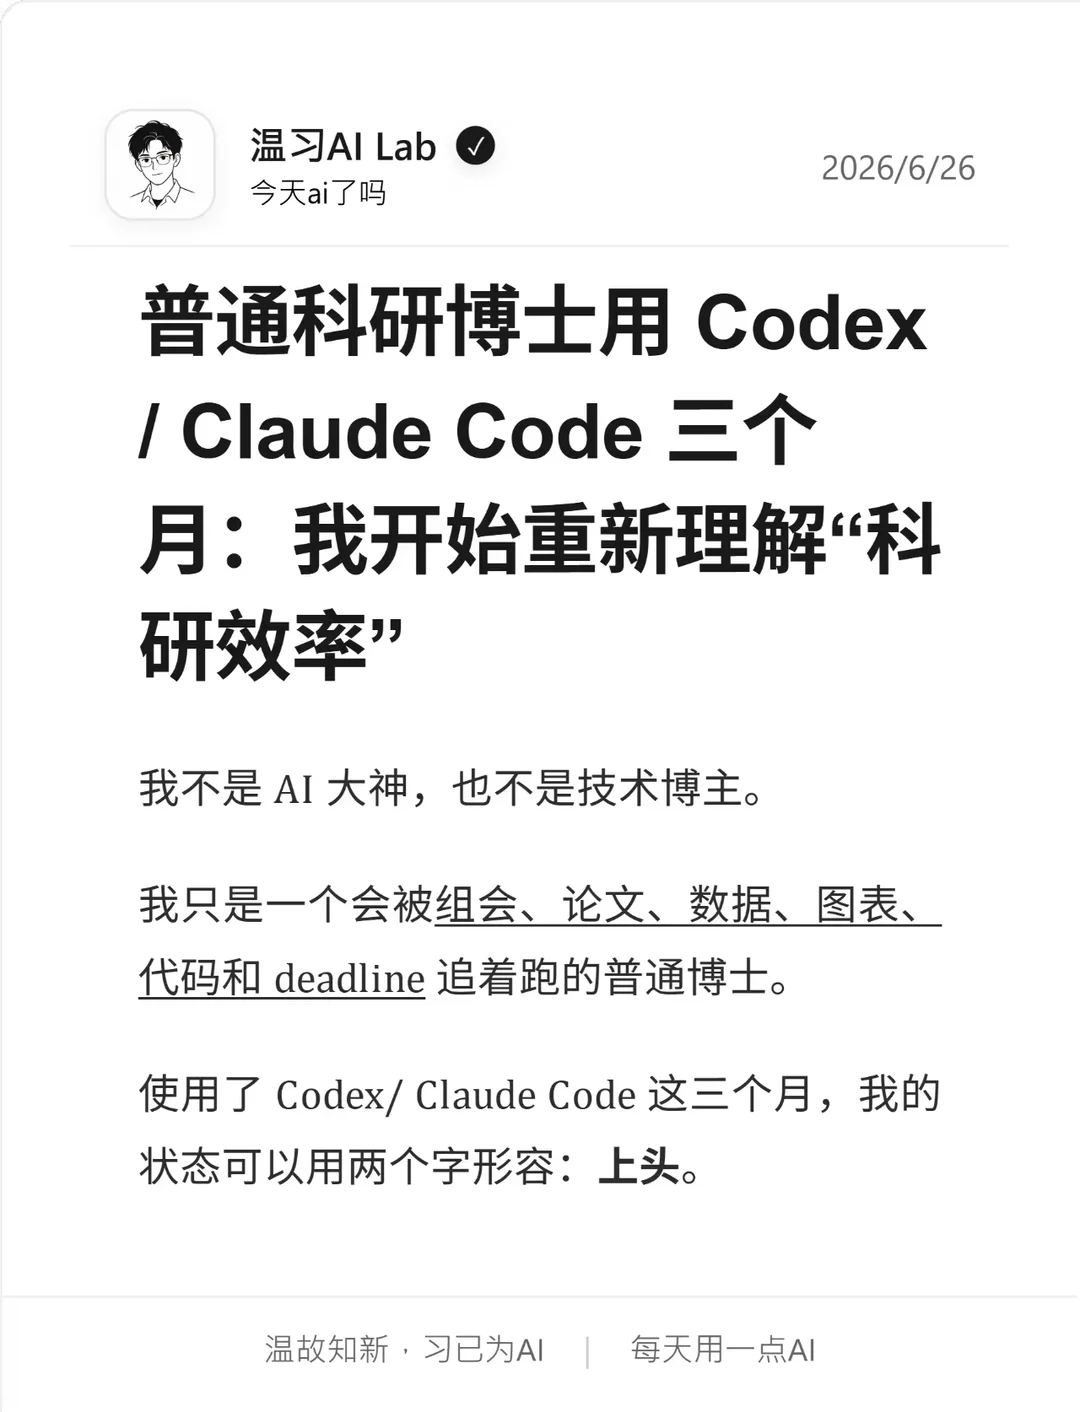 温习AI Lab
今天ai了吗
2026/6/26
普通科研博士用 Codex
/ Claude Code 三个
月：我开始重新理解“科
研效率”
我不是 AI 大神，也不是技术博主。
我只是一个会被组会、论文、数据、图表、
代码和 deadline 追着跑的普通博士。
使用了 Codex/ Claude Code 这三个月，我的
状态可以用两个字形容：上头。
温故知新，习已为AI | 每天用一点AI